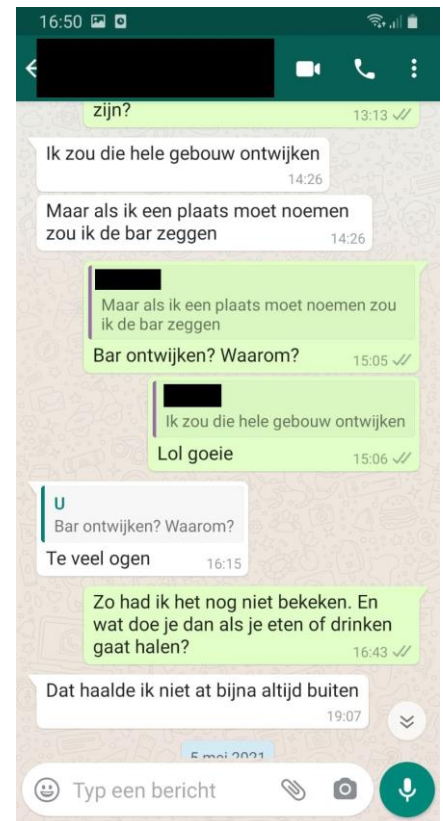 16:50
zijn?
13:13
Ik zou die hele gebouw ontwijken
14:26
Maar als ik een plaats moet noemen
zou ik de bar zeggen
14:26
Maar als ik een plaats moet noemen zou
ik de bar zeggen
Bar ontwijken? Waarom?
15:05
Ik zou die hele gebouw ontwijken
Lol goeie
15:06
U
Bar ontwijken? Waarom?
Te veel ogen
16:15
Zo had ik het nog niet bekeken. En
wat doe je dan als je eten of drinken
gaat halen?
16:43
Dat haalde ik niet at bijna altijd buiten
19:07
5 mei 2021
Typ een bericht